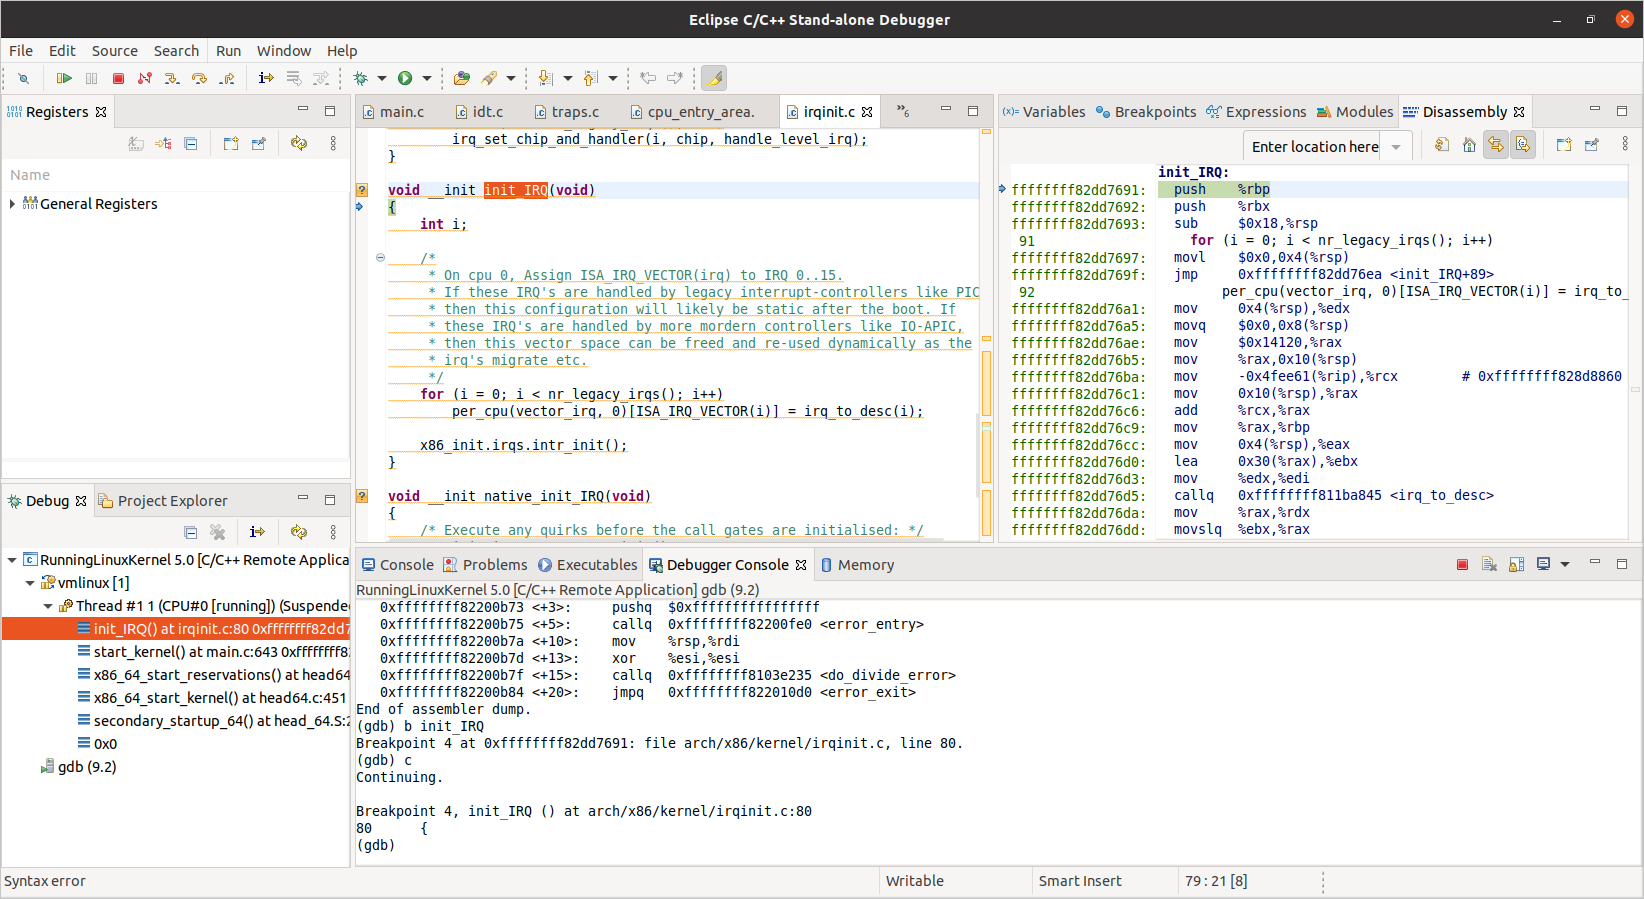 Eclipse C/C++ Stand-alone Debugger
File Edit Source Search Run Window Help
Registers
Name
General Registers
main.c idt.c traps.c cpu_entry_area. irqinit.c »6
irq_set_chip_and_handler(i, chip, handle_level_irq);
}
void __init init_IRQ(void)
{
int i;
/*
* On cpu 0, Assign ISA_IRQ_VECTOR(irq) to IRQ 0..15.
* If these IRQ's are handled by legacy interrupt-controllers like PIC
* then this configuration will likely be static after the boot. If
* these IRQ's are handled by more mordern controllers like IO-APIC,
* then this vector space can be freed and re-used dynamically as the
* irq's migrate etc.
*/
for (i = 0; i < nr_legacy_irqs(); i++)
per_cpu(vector_irq, 0)[ISA_IRQ_VECTOR(i)] = irq_to_desc(i);
x86_init.irqs.intr_init();
}
void __init native_init_IRQ(void)
{
/* Execute any quirks before the call gates are initialised: */
(x)= Variables Breakpoints Expressions Modules Disassembly
Enter location here
init_IRQ:
ffffffff82dd7691: push %rbp
ffffffff82dd7692: push %rbx
ffffffff82dd7693: sub $0x18,%rsp
91 for (i = 0; i < nr_legacy_irqs(); i++)
ffffffff82dd7697: movl $0x0,0x4(%rsp)
ffffffff82dd769f: jmp 0xffffffff82dd76ea <init_IRQ+89>
92 per_cpu(vector_irq, 0)[ISA_IRQ_VECTOR(i)] = irq_to_
ffffffff82dd76a1: mov 0x4(%rsp),%edx
ffffffff82dd76a5: movq $0x0,0x8(%rsp)
ffffffff82dd76ae: mov $0x14120,%rax
ffffffff82dd76b5: mov %rax,0x10(%rsp)
ffffffff82dd76ba: mov -0x4fee61(%rip),%rcx # 0xffffffff828d8860
ffffffff82dd76c1: mov 0x10(%rsp),%rax
ffffffff82dd76c6: add %rcx,%rax
ffffffff82dd76c9: mov %rax,%rbp
ffffffff82dd76cc: mov 0x4(%rsp),%eax
ffffffff82dd76d0: lea 0x30(%rax),%ebx
ffffffff82dd76d3: mov %edx,%edi
ffffffff82dd76d5: callq 0xffffffff811ba845 <irq_to_desc>
ffffffff82dd76da: mov %rax,%rdx
ffffffff82dd76dd: movslq %ebx,%rax
Debug Project Explorer
RunningLinuxKernel 5.0 [C/C++ Remote Applica
vmlinux [1]
Thread #1 1 (CPU#0 [running]) (Suspended
init_IRQ() at irqinit.c:80 0xffffffff82dd7
start_kernel() at main.c:643 0xffffffff8
x86_64_start_reservations() at head64
x86_64_start_kernel() at head64.c:451
secondary_startup_64() at head_64.S:2
0x0
gdb (9.2)
Console Problems Executables Debugger Console Memory
RunningLinuxKernel 5.0 [C/C++ Remote Application] gdb (9.2)
0xffffffff82200b73 <+3>: pushq $0xffffffffffffffff
0xffffffff82200b75 <+5>: callq 0xffffffff82200fe0 <error_entry>
0xffffffff82200b7a <+10>: mov %rsp,%rdi
0xffffffff82200b7d <+13>: xor %esi,%esi
0xffffffff82200b7f <+15>: callq 0xffffffff8103e235 <do_divide_error>
0xffffffff82200b84 <+20>: jmpq 0xffffffff822010d0 <error_exit>
End of assembler dump.
(gdb) b init_IRQ
Breakpoint 4 at 0xffffffff82dd7691: file arch/x86/kernel/irqinit.c, line 80.
(gdb) c
Continuing.
Breakpoint 4, init_IRQ () at arch/x86/kernel/irqinit.c:80
80 {
(gdb)
Syntax error Writable Smart Insert 79 : 21 [8]